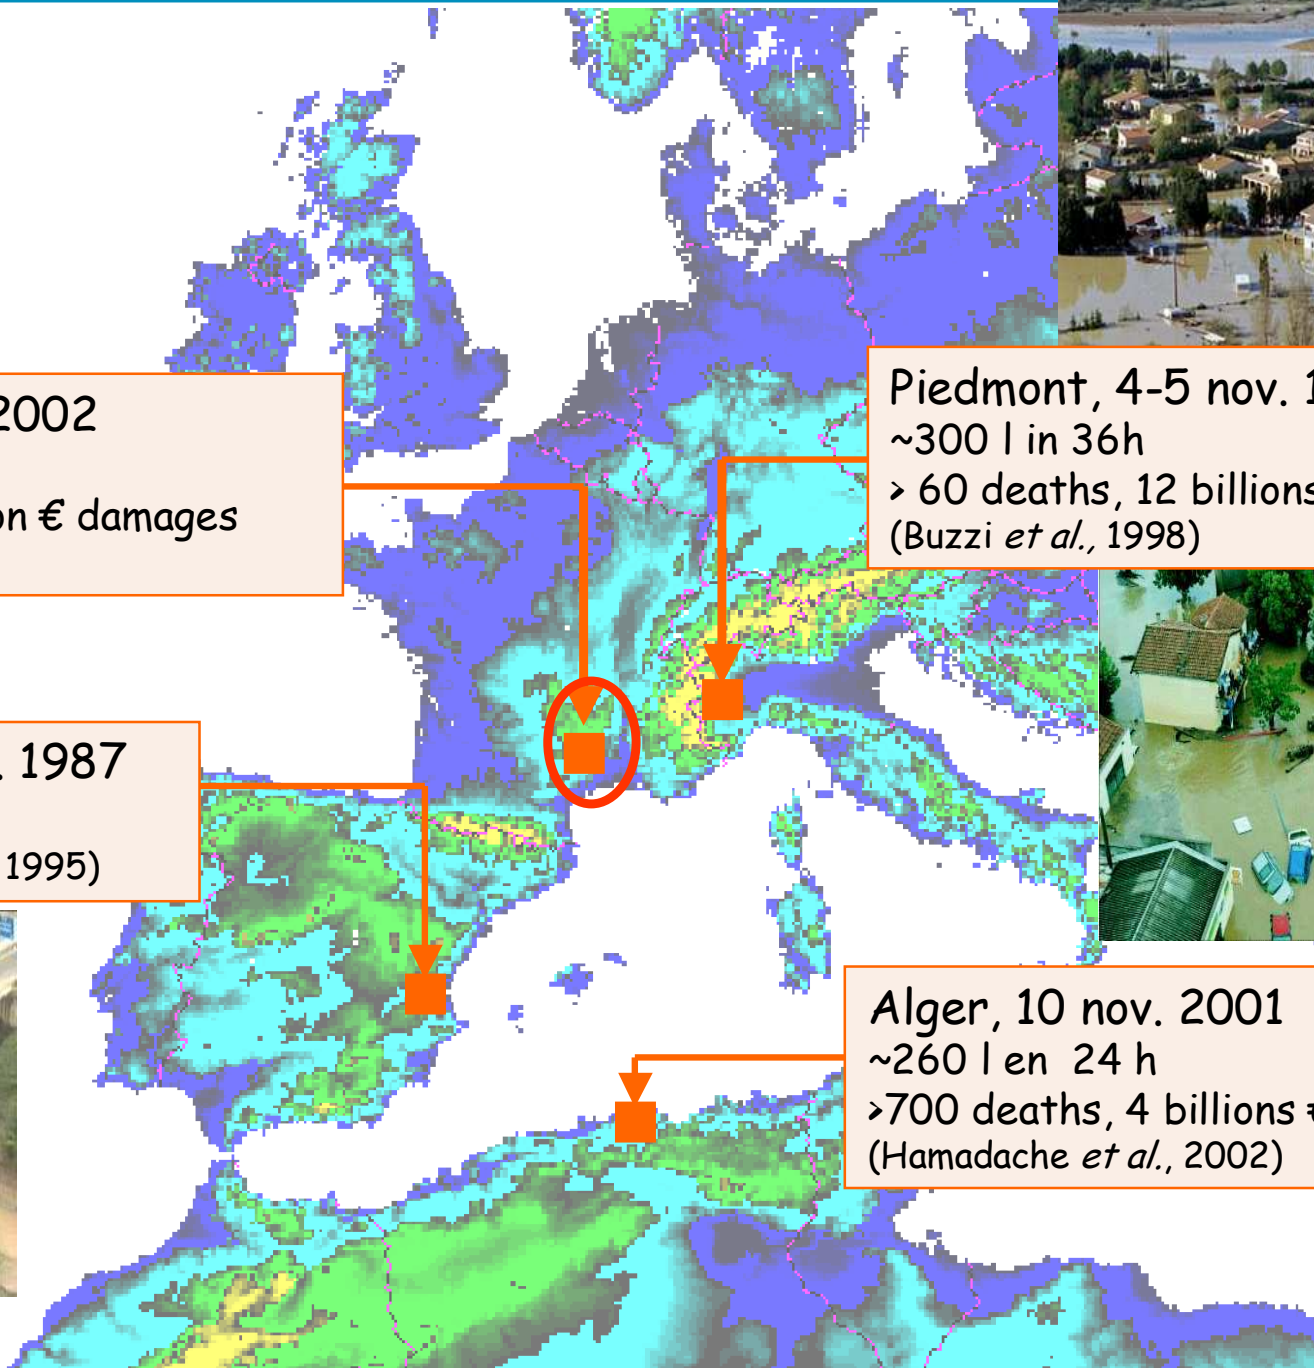 2002
on € damages
Piedmont, 4-5 nov. 1
~300 l in 36h
> 60 deaths, 12 billions
(Buzzi et al., 1998)
. 1987
1995)
Alger, 10 nov. 2001
~260 l en 24 h
>700 deaths, 4 billions €
(Hamadache et al., 2002)